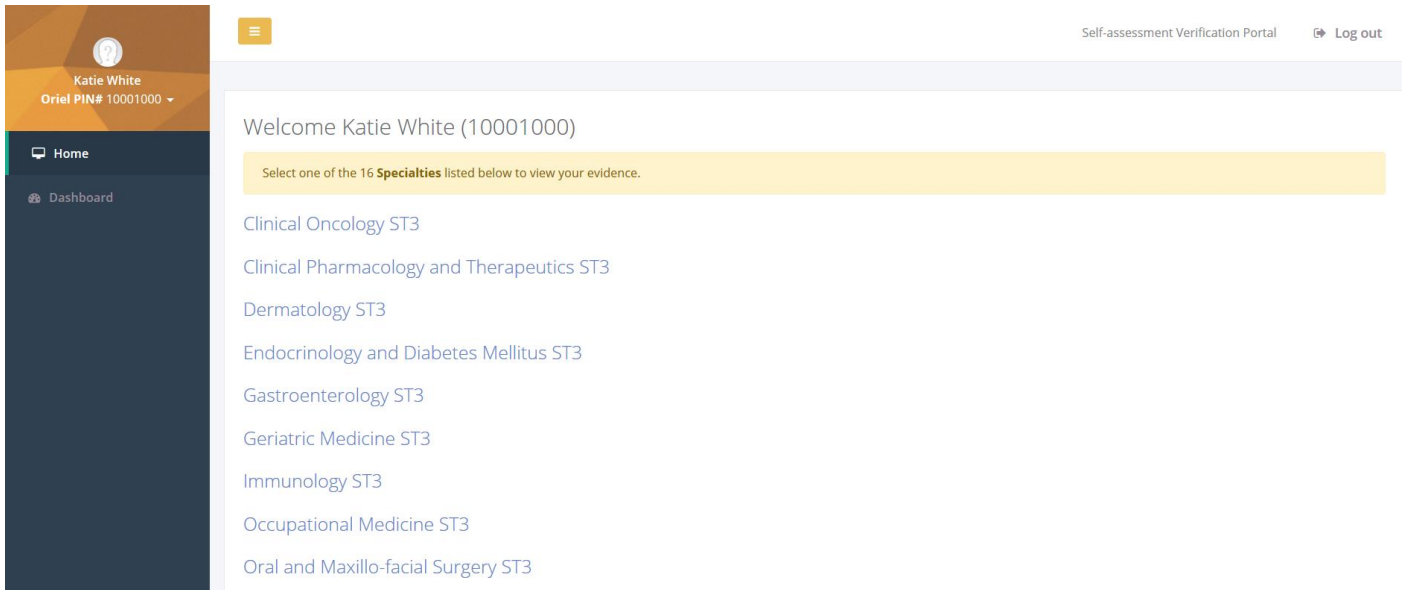 Katie White
Oriel PIN# 10001000
Home
Dashboard
Self-assessment Verification Portal
Log out
Welcome Katie White (10001000)
Select one of the 16 Specialties listed below to view your evidence.
Clinical Oncology ST3
Clinical Pharmacology and Therapeutics ST3
Dermatology ST3
Endocrinology and Diabetes Mellitus ST3
Gastroenterology ST3
Geriatric Medicine ST3
Immunology ST3
Occupational Medicine ST3
Oral and Maxillo-facial Surgery ST3